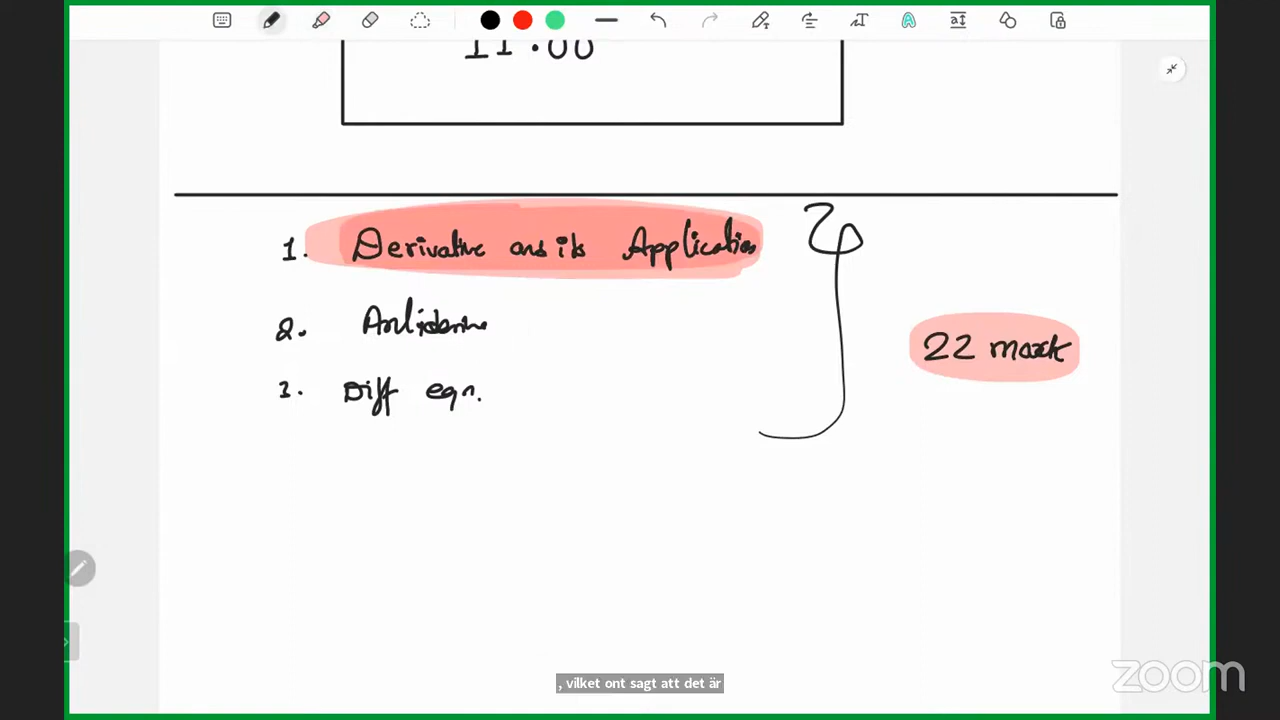 11:00
1. Derivative and its Application
2. Antiderive
3. Diff eqn.
22 mark
, vilket ont sagt att det är
zoom